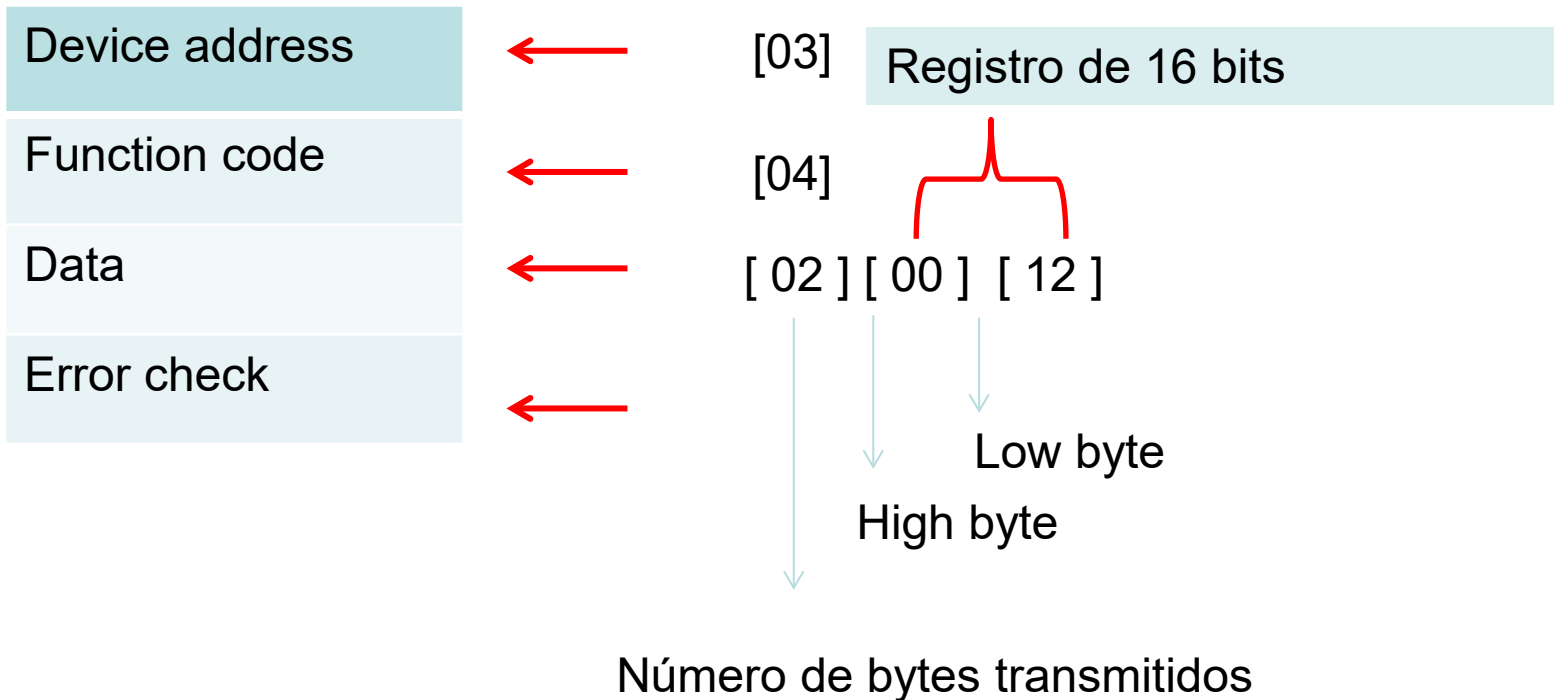 Device address
[03]
Registro de 16 bits
Function code
[04]
Data
[ 02 ] [ 00 ] [ 12 ]
Error check
Low byte
High byte
Número de bytes transmitidos